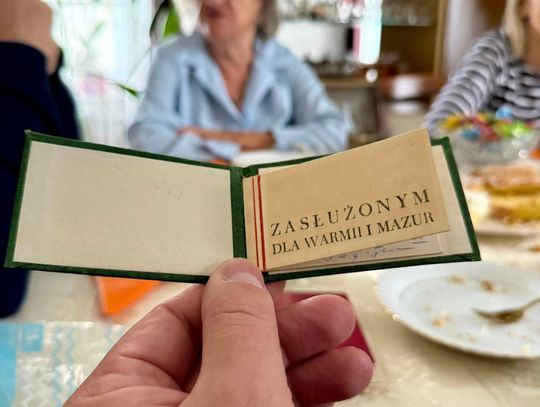 ZASŁUŻONYM
DLA WARMII I MAZUR